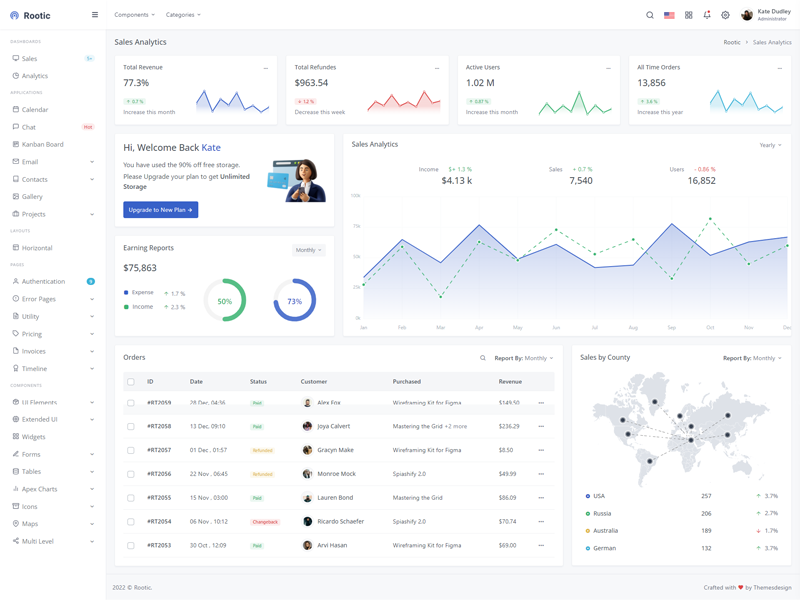 Rootic
Components
Categories
Kate Dudley
Administrator
DASHBOARDS
Sales 5+
Analytics
APPLICATIONS
Calendar
Chat Hot
Kanban Board
Email
Contacts
Gallery
Projects
LAYOUTS
Horizontal
PAGES
Authentication 9
Error Pages
Utility
Pricing
Invoices
Timeline
COMPONENTS
UI Elements
Extended UI
Widgets
Forms
Tables
Apex Charts
Icons
Maps
Multi Level
Sales Analytics
Rootic > Sales Analytics
Total Revenue
77.3%
↑ 0.7 %
Increase this month
Total Refundes
$963.54
↓ 1.2 %
Decrease this week
Active Users
1.02 M
↑ 0.87 %
Increase this month
All Time Orders
13,856
↑ 3.6 %
Increase this year
Hi, Welcome Back Kate
You have used the 90% off free storage.
Please Upgrade your plan to get Unlimited
Storage
Upgrade to New Plan →
Earning Reports
Monthly
$75,863
Expense ↑ 1.7 %
Income ↑ 2.3 %
50%
73%
Sales Analytics
Yearly
Income $+ 1.3 %
$4.13 k
Sales + 0.7 %
7,540
Users - 0.86 %
16,852
100k
75k
50k
25k
0k
Jan Feb Mar Apr May Jun Jul Aug Sep Oct Nov Dec
Orders
Report By: Monthly
ID Date Status Customer Purchased Revenue
#RT2059 28 Dec, 04:36 Paid Alex Fox Wireframing Kit for Figma $149.50
#RT2058 13 Dec, 09:10 Paid Joya Calvert Mastering the Grid +2 more $236.29
#RT2057 01 Dec, 01:57 Refunded Gracyn Make Wireframing Kit for Figma $8.50
#RT2056 22 Nov , 06:45 Refunded Monroe Mock Spiashify 2.0 $49.99
#RT2055 15 Nov, 03:00 Paid Lauren Bond Mastering the Grid $86.09
#RT2054 06 Nov , 10:12 Chargeback Ricardo Schaefer Spiashify 2.0 $70.74
#RT2053 30 Oct , 12:09 Paid Arvi Hasan Wireframing Kit for Figma $69.00
Sales by County
Report By: Monthly
USA 257 ↑ 3.7%
Russia 206 ↑ 2.7%
Australia 189 ↓ 1.7%
German 132 ↑ 3.7%
2022 © Rootic.
Crafted with ❤ by Themesdesign